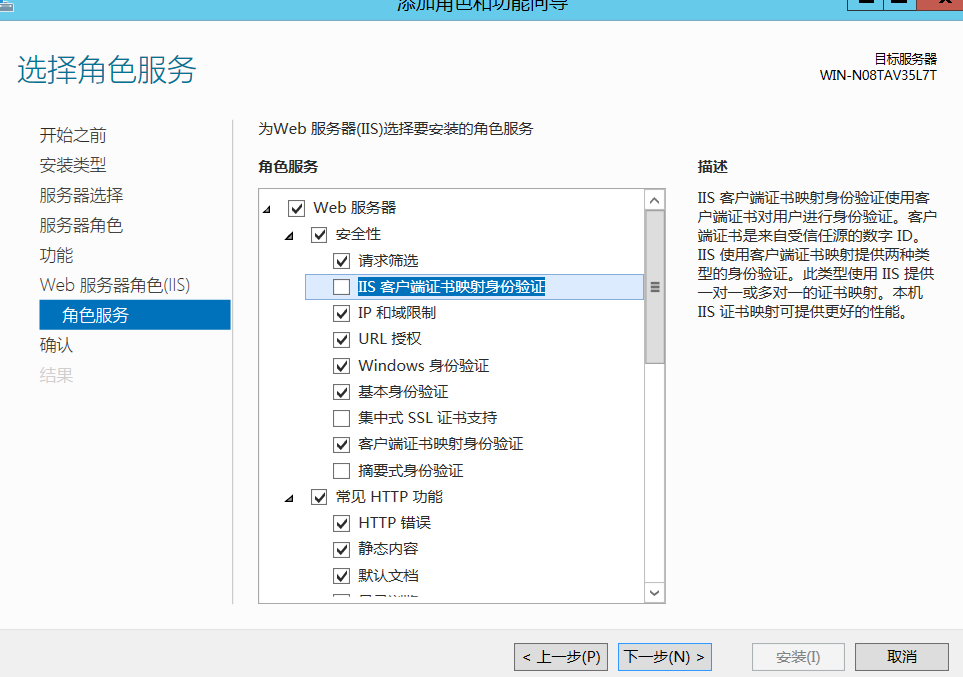 添加角色和功能向导
选择角色服务
目标服务器
WIN-N08TAV35L7T
开始之前
安装类型
服务器选择
服务器角色
功能
Web 服务器角色(IIS)
角色服务
确认
结果
为Web 服务器(IIS)选择要安装的角色服务
角色服务
Web 服务器
安全性
请求筛选
IIS 客户端证书映射身份验证
IP 和域限制
URL 授权
Windows 身份验证
基本身份验证
集中式 SSL 证书支持
客户端证书映射身份验证
摘要式身份验证
常见 HTTP 功能
HTTP 错误
静态内容
默认文档
描述
IIS 客户端证书映射身份验证使用客
户端证书对用户进行身份验证。客户
端证书是来自受信任源的数字 ID。
IIS 使用客户端证书映射提供两种类
型的身份验证。此类型使用 IIS 提供
一对一或多对一的证书映射。本机
IIS 证书映射可提供更好的性能。
< 上一步(P)
下一步(N) >
安装(I)
取消